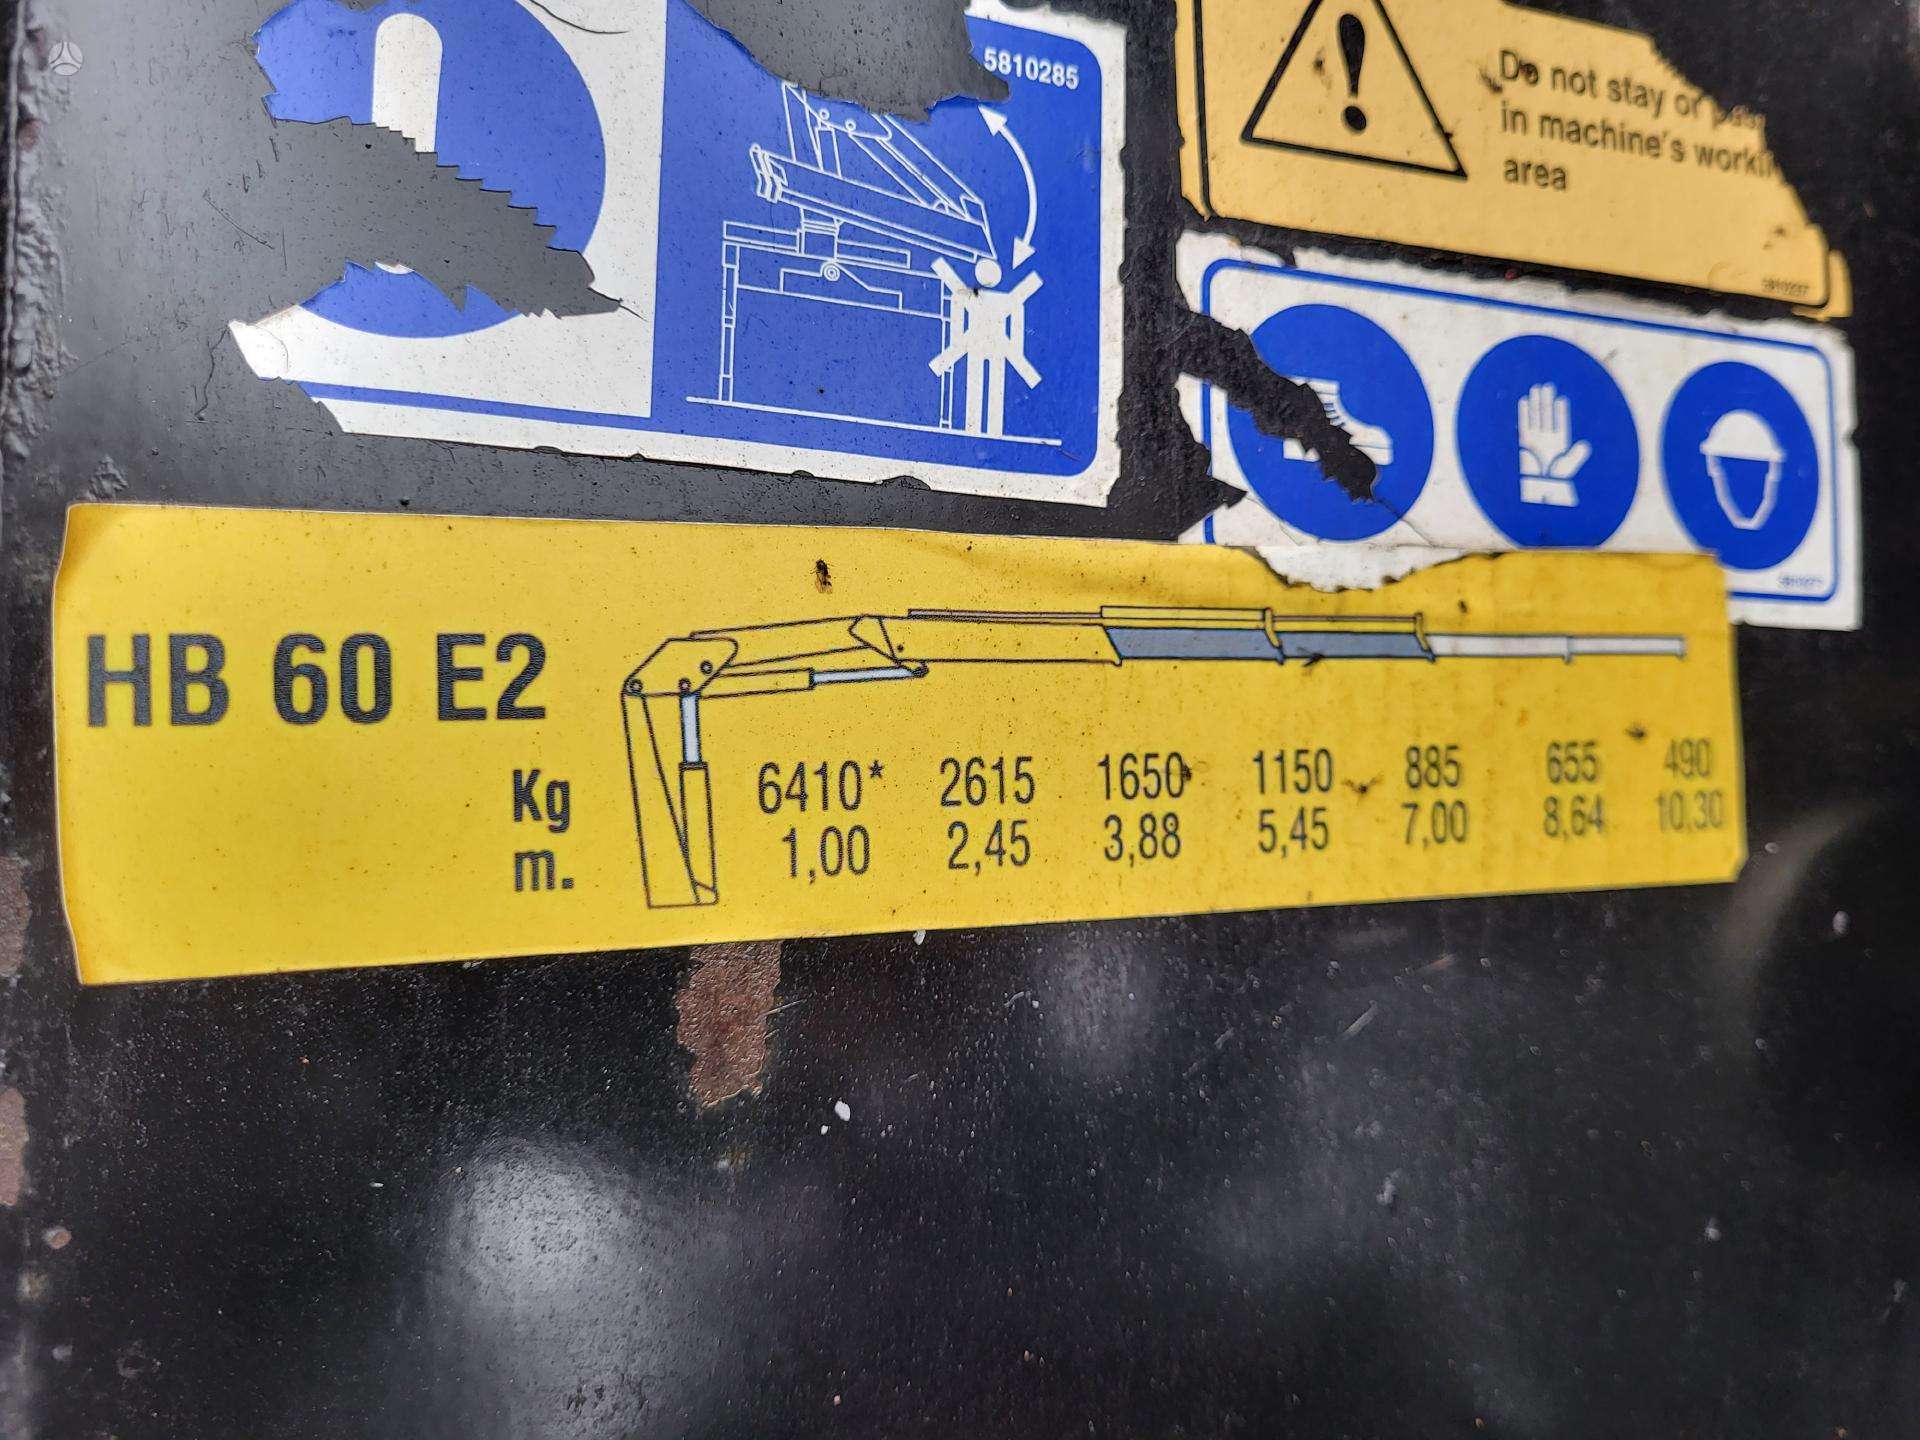 5810285
Do not stay or
in machine's
area
5810237
HB 60 E2
Kg 6410* 2615 1650 1150 885 655 490
m. 1,00 2,45 3,88 5,45 7,00 8,64 10,30